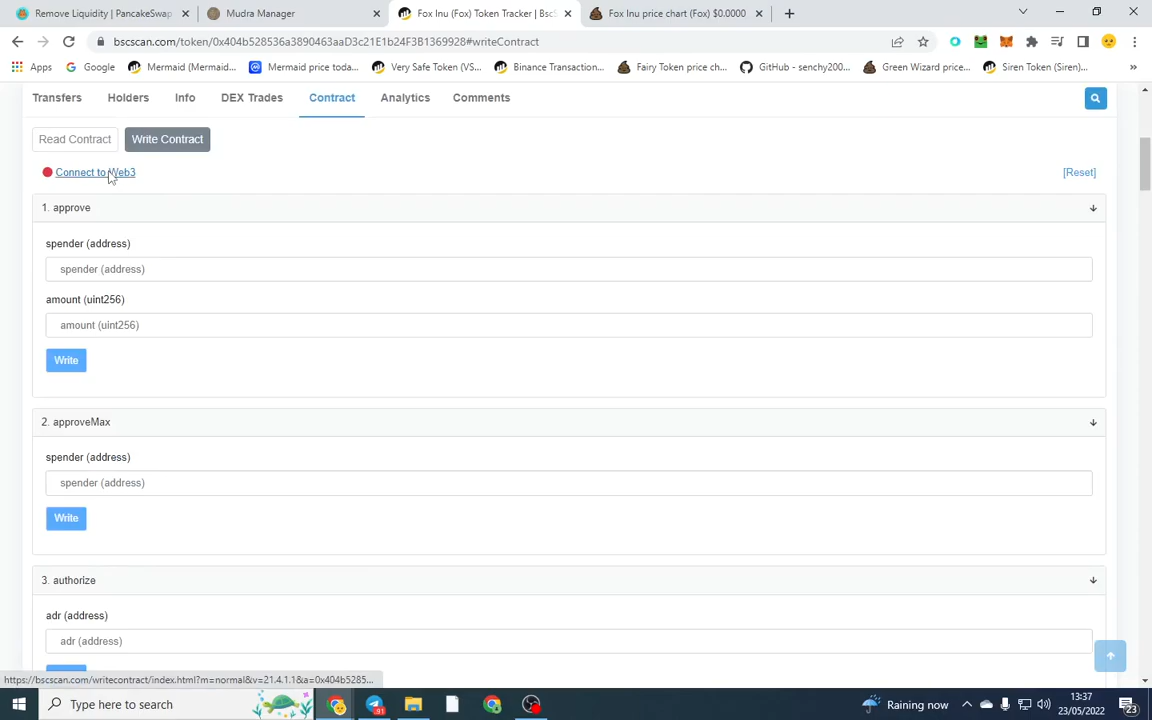 Remove Liquidity | PancakeSwap
Mudra Manager
Fox Inu (Fox) Token Tracker | BscS
Fox Inu price chart (Fox) $0.0000
bscscan.com/token/0x404b528536a3890463aaD3c21E1b24F3B1369928#writeContract
Apps
Google
Mermaid (Mermaid...
Mermaid price toda...
Very Safe Token (VS...
Binance Transaction...
Fairy Token price ch...
GitHub - senchy200...
Green Wizard price...
Siren Token (Siren)...
»
Transfers
Holders
Info
DEX Trades
Contract
Analytics
Comments
Read Contract
Write Contract
Connect to Web3
[Reset]
1. approve
spender (address)
spender (address)
amount (uint256)
amount (uint256)
Write
2. approveMax
spender (address)
spender (address)
Write
3. authorize
adr (address)
adr (address)
https://bscscan.com/writecontract/index.html?m=normal&v=21.4.1.1&a=0x404b5285...
Type here to search
91
Raining now
13:37
23/05/2022
23